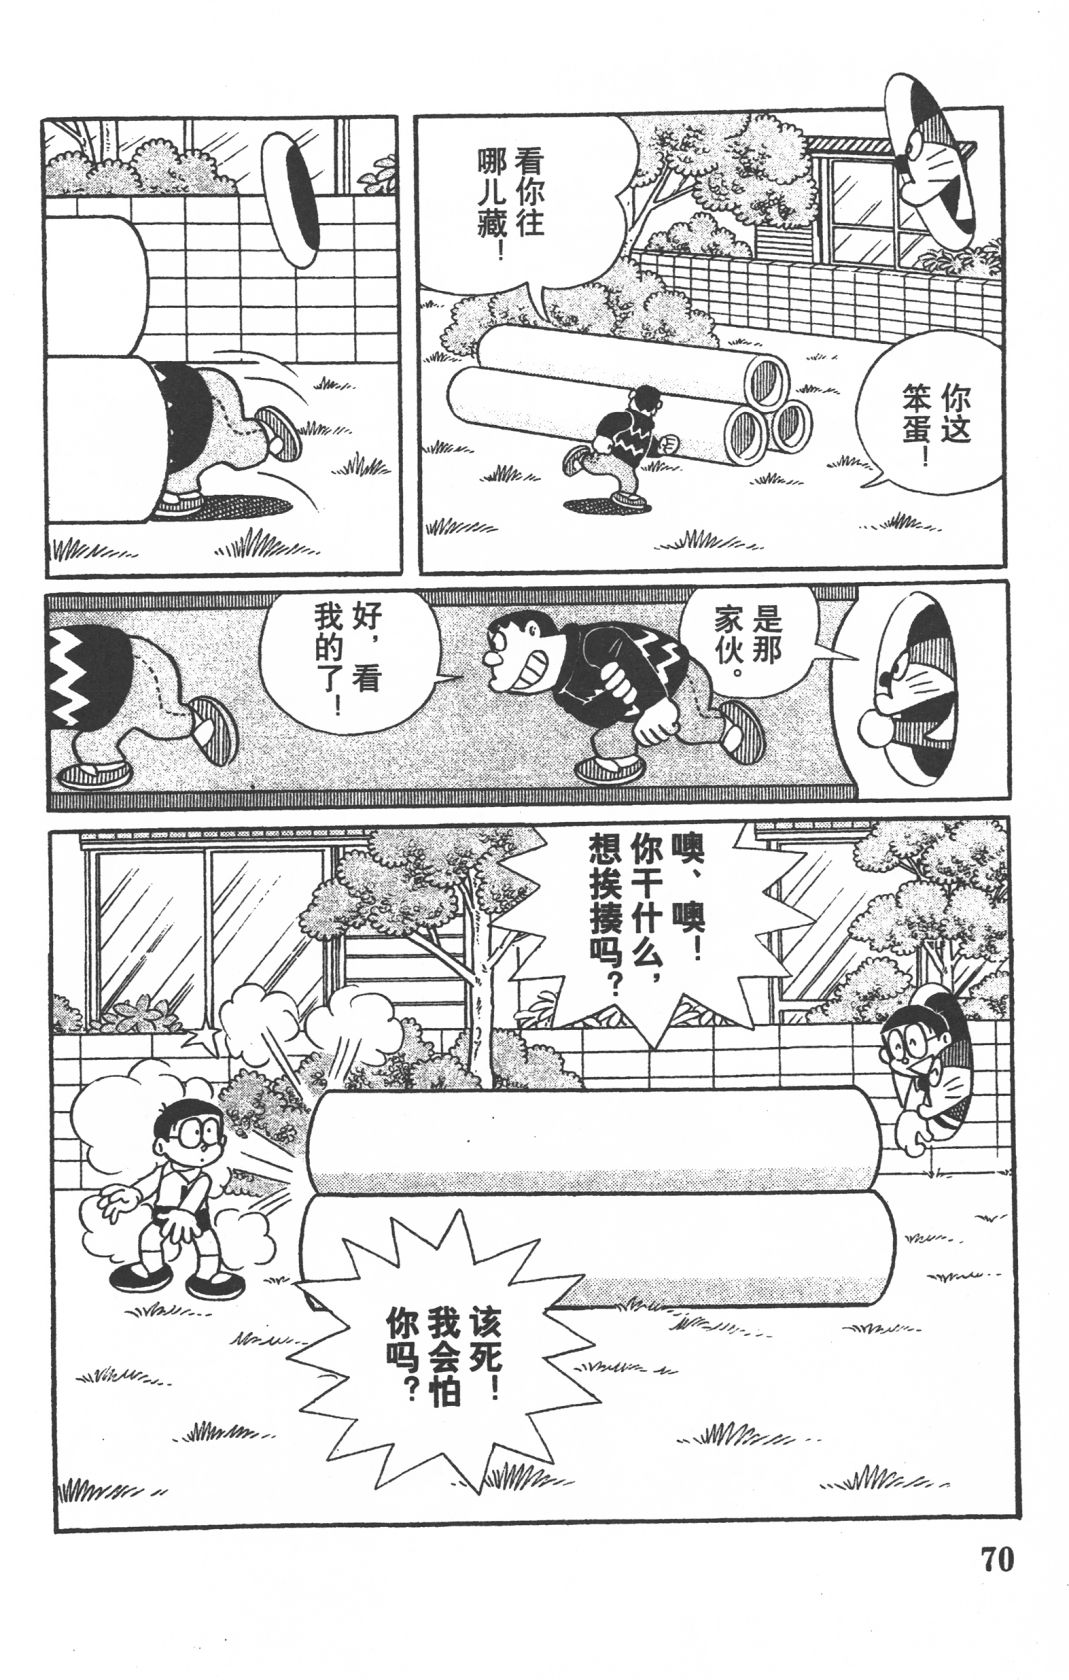 看你往
哪儿藏！
你这
笨蛋！
是那
家伙。
好，看
我的了！
噢、噢！
你干什么，
想挨揍吗？
该死！
我会怕
你吗？
70